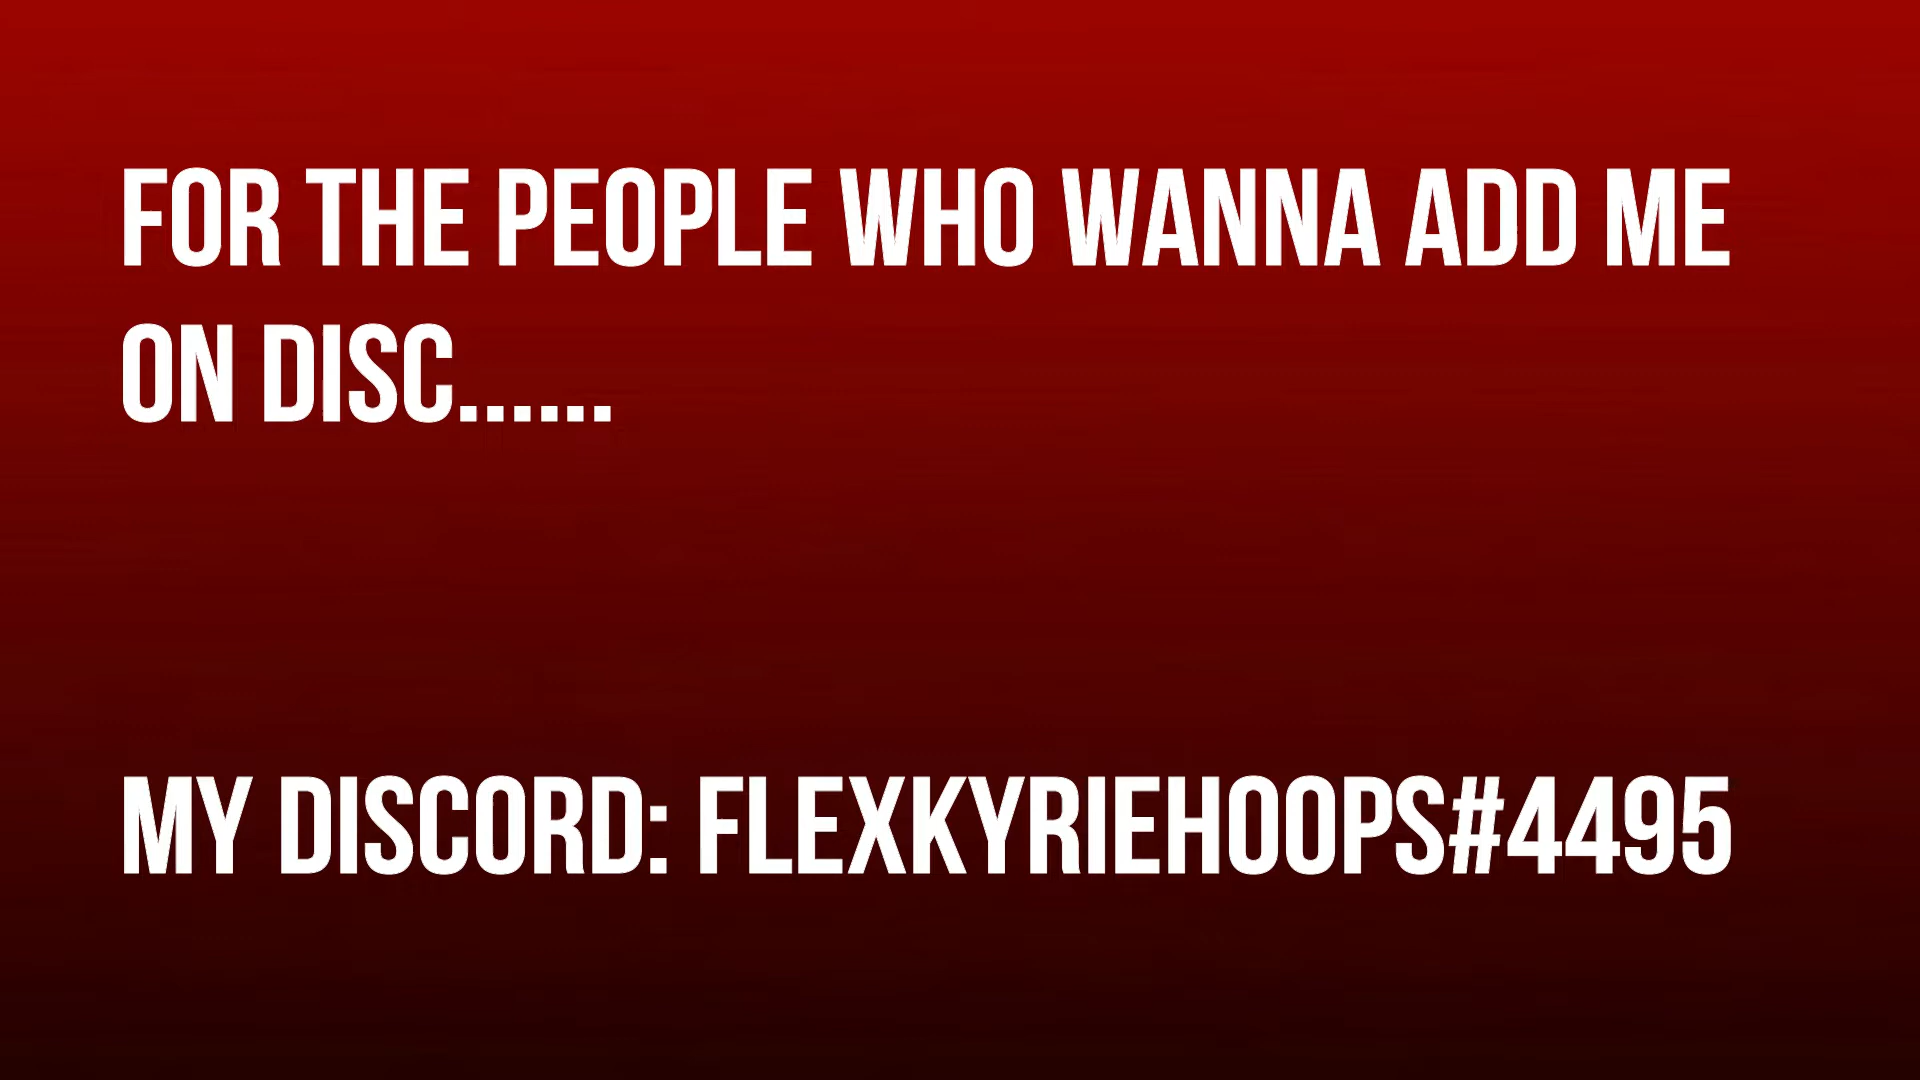 FOR THE PEOPLE WHO WANNA ADD ME
ON DISC......
MY DISCORD: FLEXKYRIEHOOPS#4495